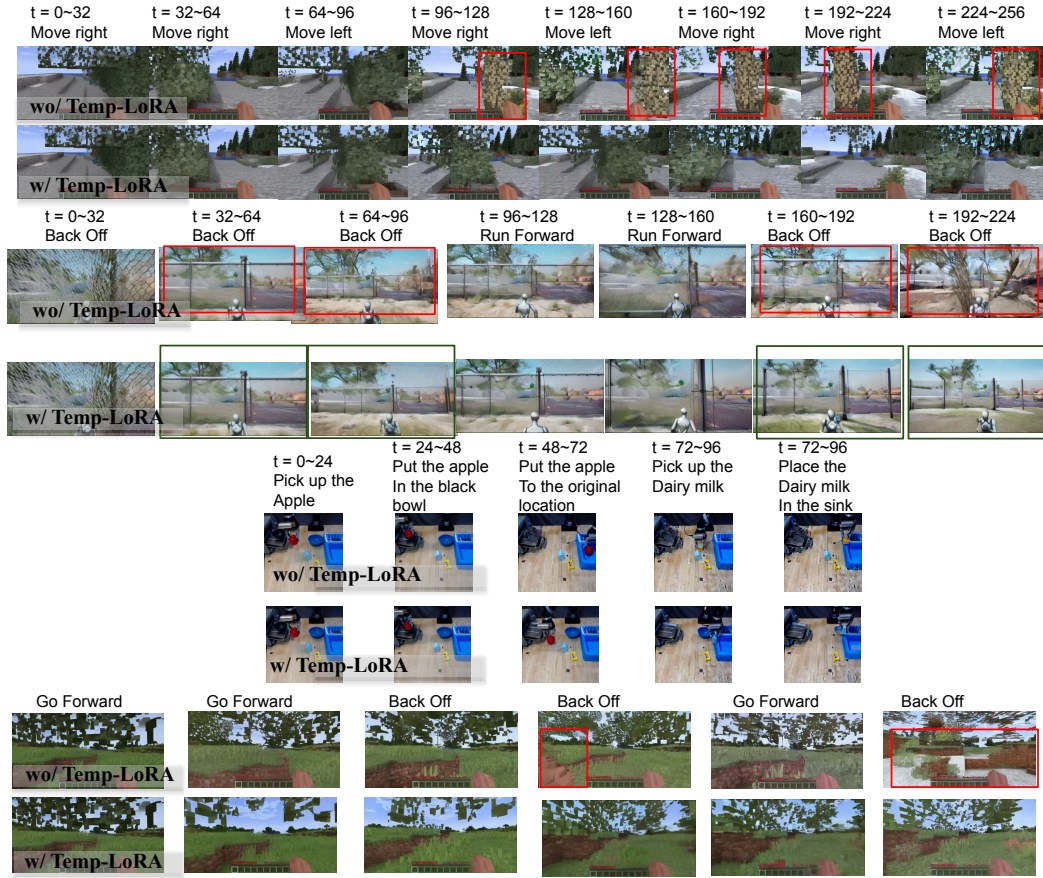 t = 0~32 t = 32~64 t = 64~96 t = 96~128 t = 128~160 t = 160~192 t = 192~224 t = 224~256
Move right Move right Move left Move right Move left Move right Move right Move left
wo/ Temp-LoRA
w/ Temp-LoRA
t = 0~32 t = 32~64 t = 64~96 t = 96~128 t = 128~160 t = 160~192 t = 192~224
Back Off Back Off Back Off Run Forward Run Forward Back Off Back Off
wo/ Temp-LoRA
w/ Temp-LoRA
t = 0~24 t = 24~48 t = 48~72 t = 72~96 t = 72~96
Pick up the Put the apple Put the apple Pick up the Place the
Apple In the black To the original Dairy milk Dairy milk
bowl location In the sink
wo/ Temp-LoRA
w/ Temp-LoRA
Go Forward Go Forward Back Off Back Off Go Forward Back Off
wo/ Temp-LoRA
w/ Temp-LoRA